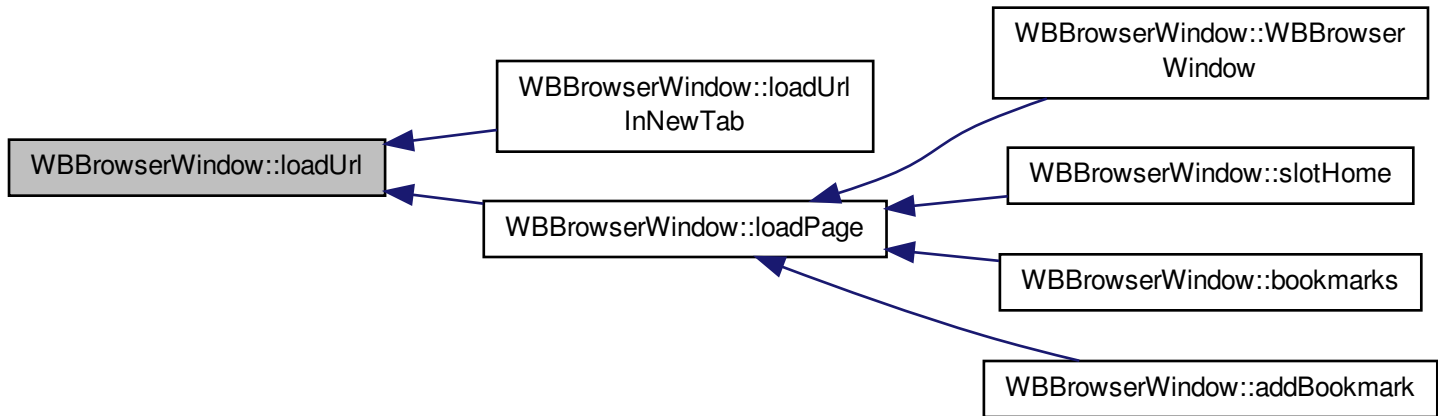 WBBrowserWindow::loadUrl
WBBrowserWindow::loadUrl
InNewTab
WBBrowserWindow::loadPage
WBBrowserWindow::WBBrowser
Window
WBBrowserWindow::slotHome
WBBrowserWindow::bookmarks
WBBrowserWindow::addBookmark